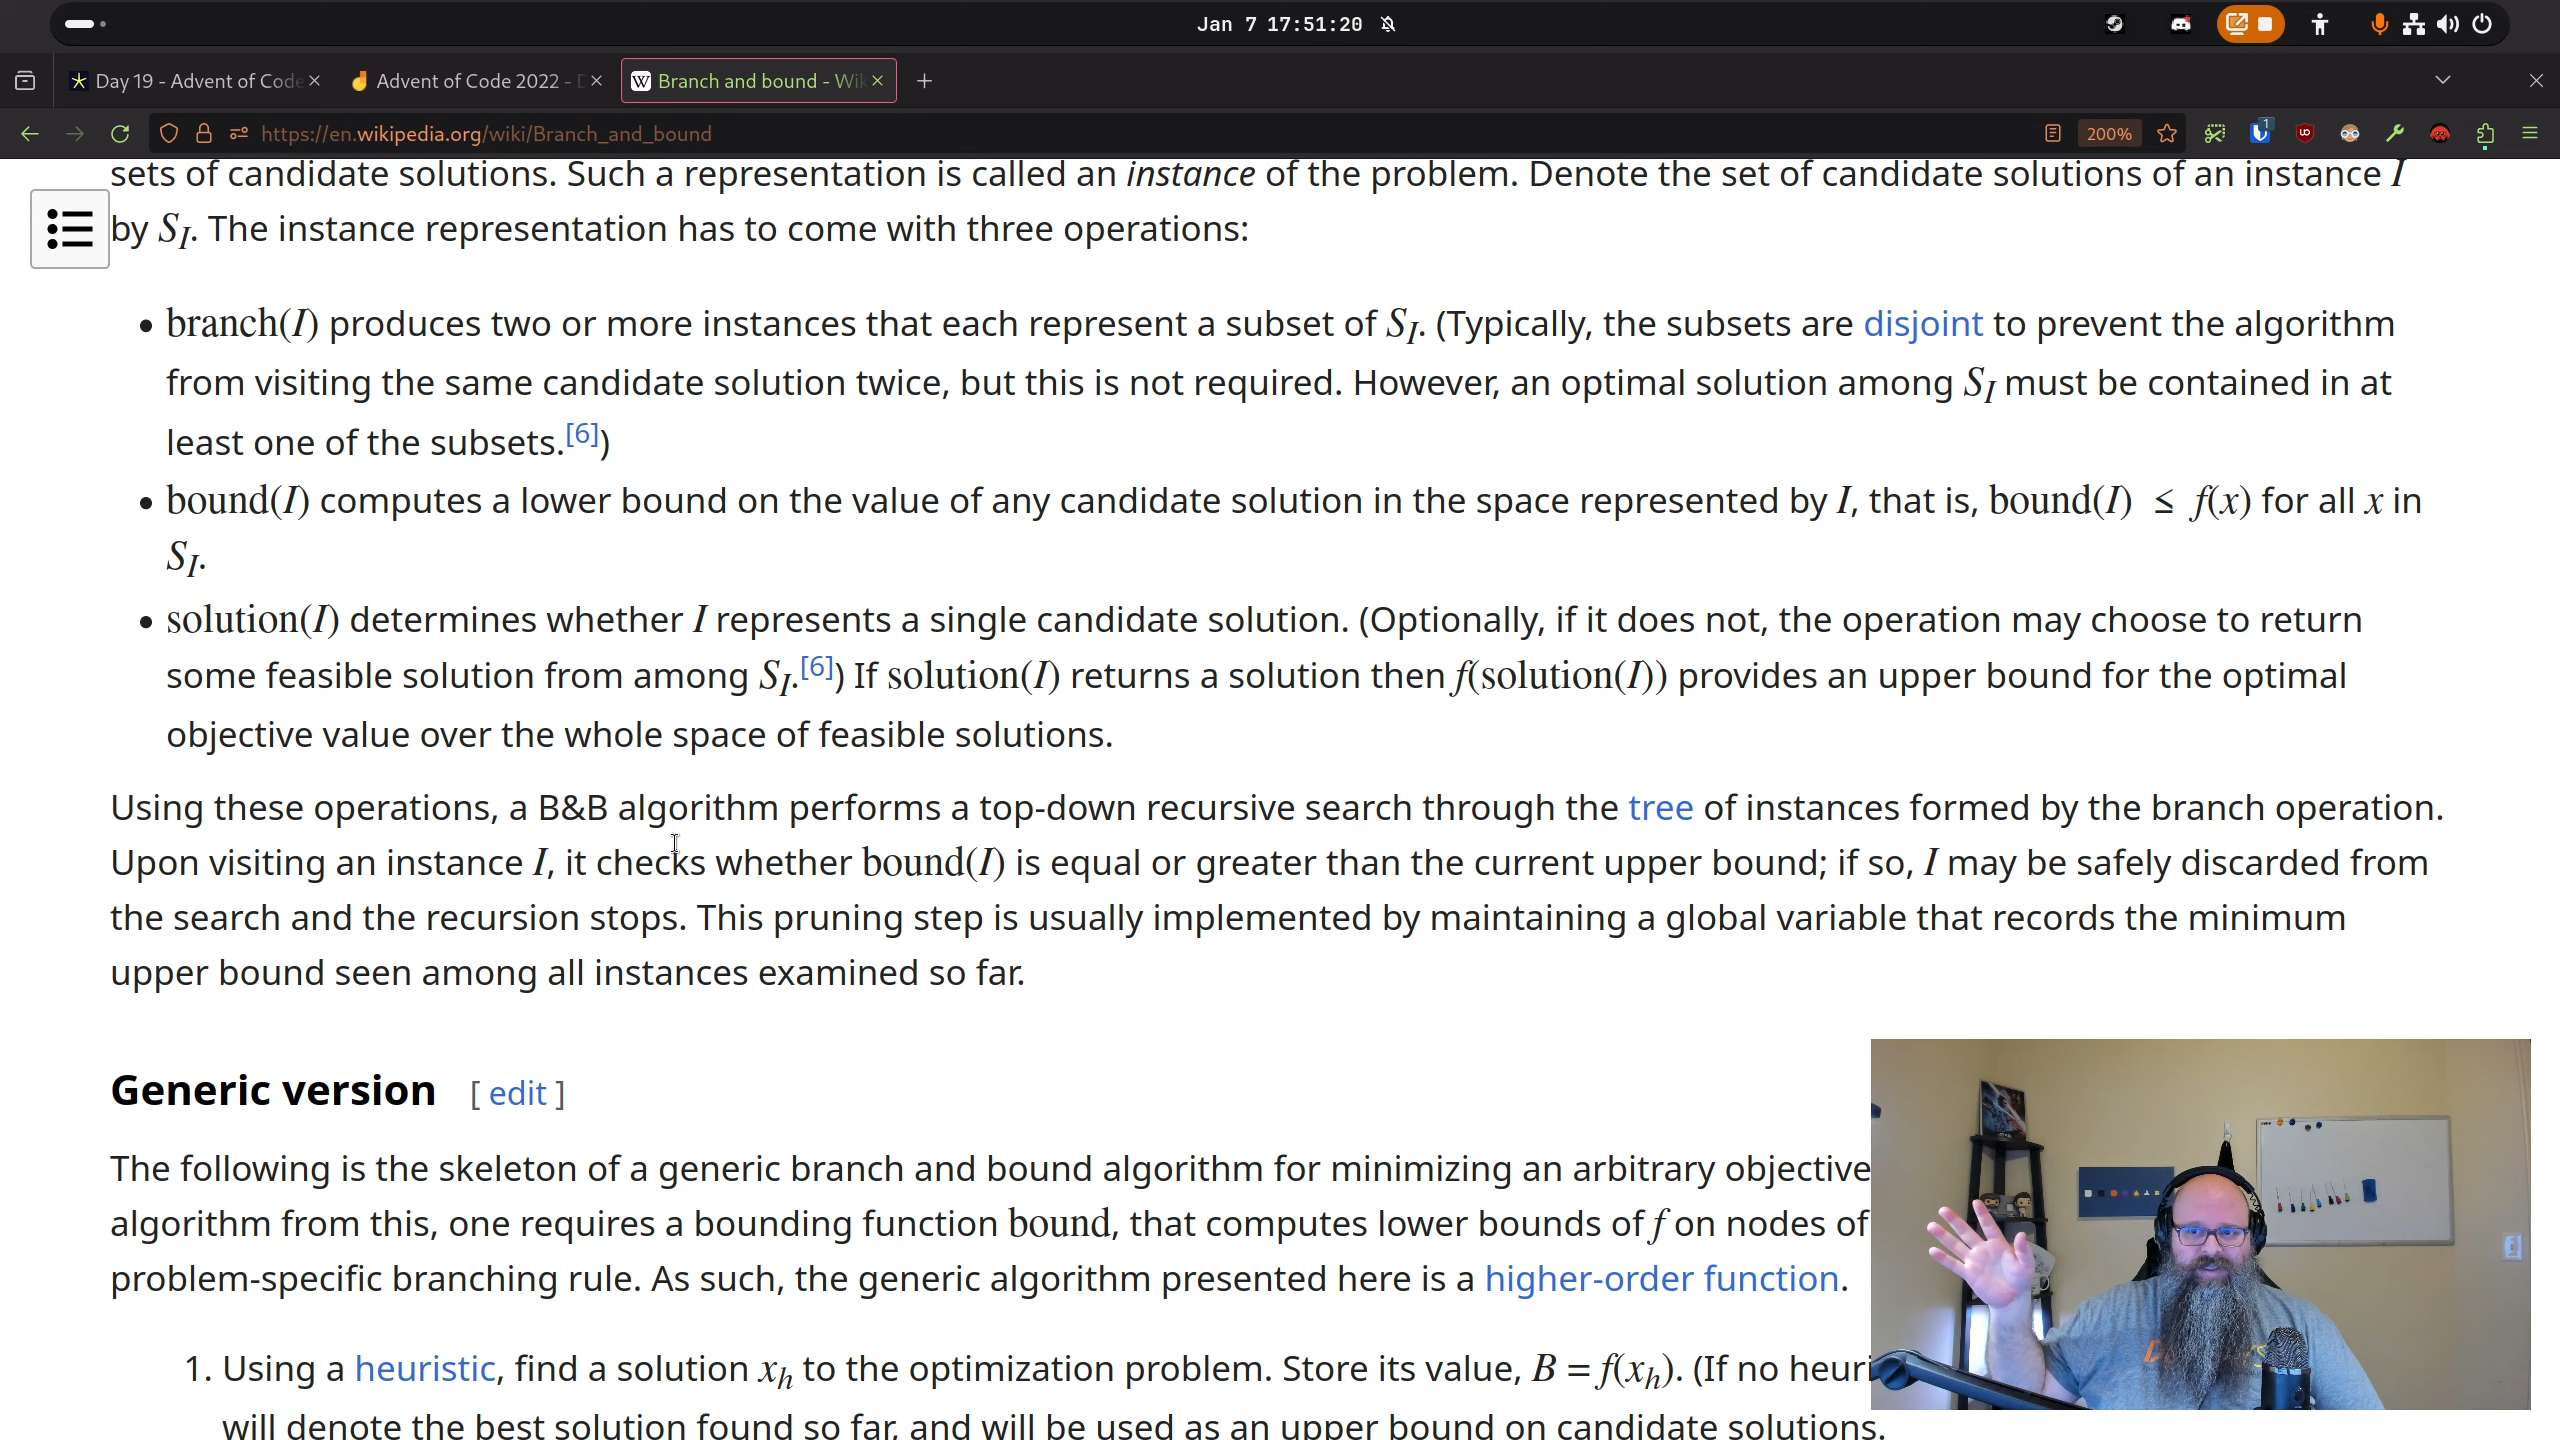 Jan 7 17:51:20
Day 19 - Advent of Code
Advent of Code 2022 - D
Branch and bound - Wik
https://en.wikipedia.org/wiki/Branch_and_bound
200%
1
sets of candidate solutions. Such a representation is called an instance of the problem. Denote the set of candidate solutions of an instance I
by S_I. The instance representation has to come with three operations:
• branch(I) produces two or more instances that each represent a subset of S_I. (Typically, the subsets are disjoint to prevent the algorithm
from visiting the same candidate solution twice, but this is not required. However, an optimal solution among S_I must be contained in at
least one of the subsets.[6])
• bound(I) computes a lower bound on the value of any candidate solution in the space represented by I, that is, bound(I) ≤ f(x) for all x in
S_I.
• solution(I) determines whether I represents a single candidate solution. (Optionally, if it does not, the operation may choose to return
some feasible solution from among S_I.[6]) If solution(I) returns a solution then f(solution(I)) provides an upper bound for the optimal
objective value over the whole space of feasible solutions.
Using these operations, a B&B algorithm performs a top-down recursive search through the tree of instances formed by the branch operation.
Upon visiting an instance I, it checks whether bound(I) is equal or greater than the current upper bound; if so, I may be safely discarded from
the search and the recursion stops. This pruning step is usually implemented by maintaining a global variable that records the minimum
upper bound seen among all instances examined so far.
Generic version [ edit ]
The following is the skeleton of a generic branch and bound algorithm for minimizing an arbitrary objective
algorithm from this, one requires a bounding function bound, that computes lower bounds of f on nodes of
problem-specific branching rule. As such, the generic algorithm presented here is a higher-order function.
1. Using a heuristic, find a solution x_h to the optimization problem. Store its value, B = f(x_h). (If no heuri
will denote the best solution found so far, and will be used as an upper bound on candidate solutions.